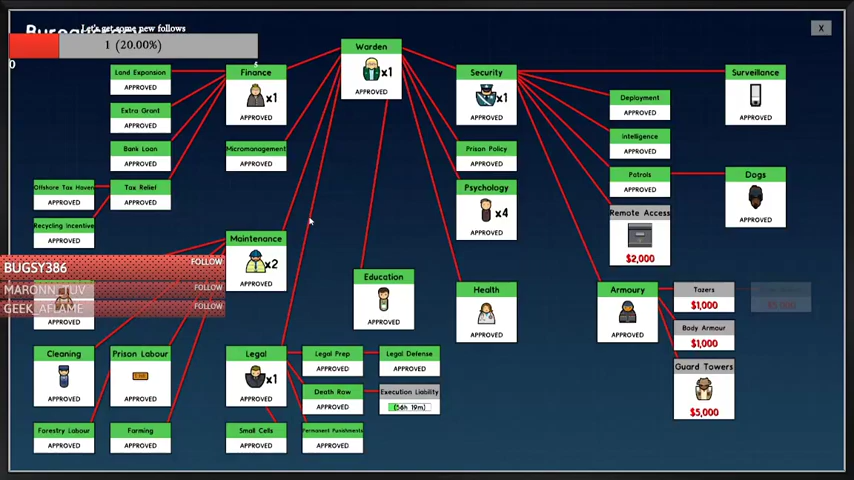 Let's get some new follows
1 (20.00%)
0
X
Warden
x1
APPROVED
Land Expansion
APPROVED
Finance
x1
APPROVED
Security
x1
APPROVED
Surveillance
APPROVED
Extra Grant
APPROVED
Deployment
APPROVED
Bank Loan
APPROVED
Micromanagement
APPROVED
Prison Policy
APPROVED
Intelligence
APPROVED
Offshore Tax Haven
APPROVED
Tax Relief
APPROVED
Psychology
x4
APPROVED
Patrols
APPROVED
Dogs
APPROVED
Recycling Incentive
APPROVED
Remote Access
$2,000
Maintenance
x2
APPROVED
BUGSY386
FOLLOW
MARONN_TUV
FOLLOW
GEEK_AFLAME
FOLLOW
APPROVED
Education
APPROVED
Health
APPROVED
Armoury
APPROVED
Tazers
$1,000
Body Armour
$1,000
Cleaning
APPROVED
Prison Labour
APPROVED
Legal
x1
APPROVED
Legal Prep
APPROVED
Legal Defense
APPROVED
Guard Towers
$5,000
Death Row
APPROVED
Execution Liability
(56h 19m)
Forestry Labour
APPROVED
Farming
APPROVED
Small Cells
APPROVED
Permanent Punishments
APPROVED